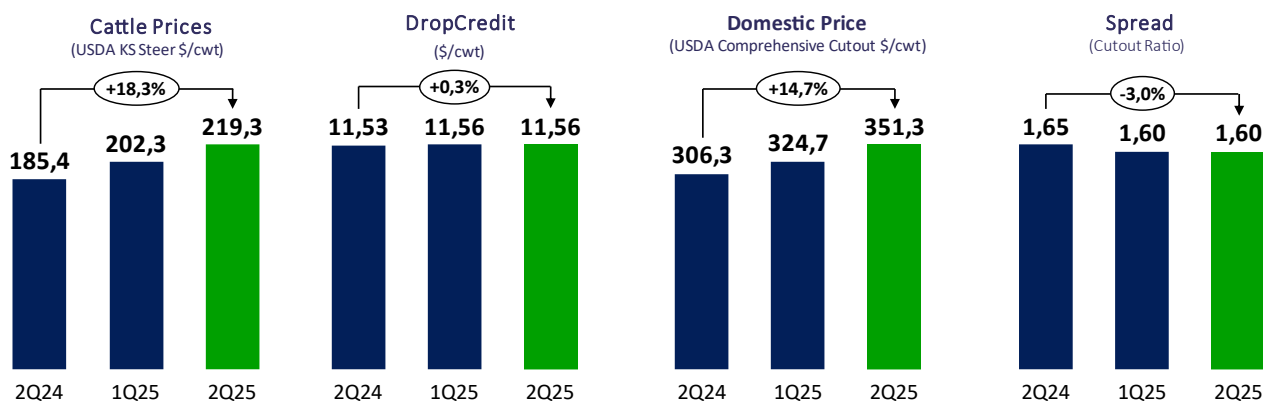 Cattle Prices
(USDA KS Steer $/cwt)
+18,3%
185,4
202,3
219,3
2Q24
1Q25
2Q25
DropCredit
($/cwt)
+0,3%
11,53
11,56
11,56
2Q24
1Q25
2Q25
Domestic Price
(USDA Comprehensive Cutout $/cwt)
+14,7%
306,3
324,7
351,3
2Q24
1Q25
2Q25
Spread
(Cutout Ratio)
-3,0%
1,65
1,60
1,60
2Q24
1Q25
2Q25